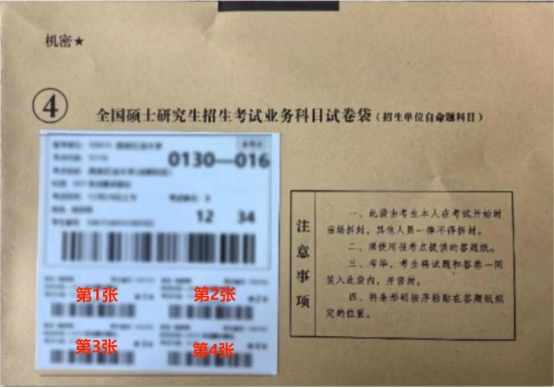 机密★
④
全国硕士研究生招生考试业务科目试卷袋(招生单位自命题科目)
0130—016
12 34
第1张 第2张
第3张 第4张
注意事项
一、此袋由考生本人在考试开始时
当场拆封,其他人员一律不得拆封。
二、须使用报考点提供的答题纸。
三、考毕,考生将试题和答卷一同
装入此袋内,并密封。
四、将条形码按序粘贴在答题纸规
定的位置。